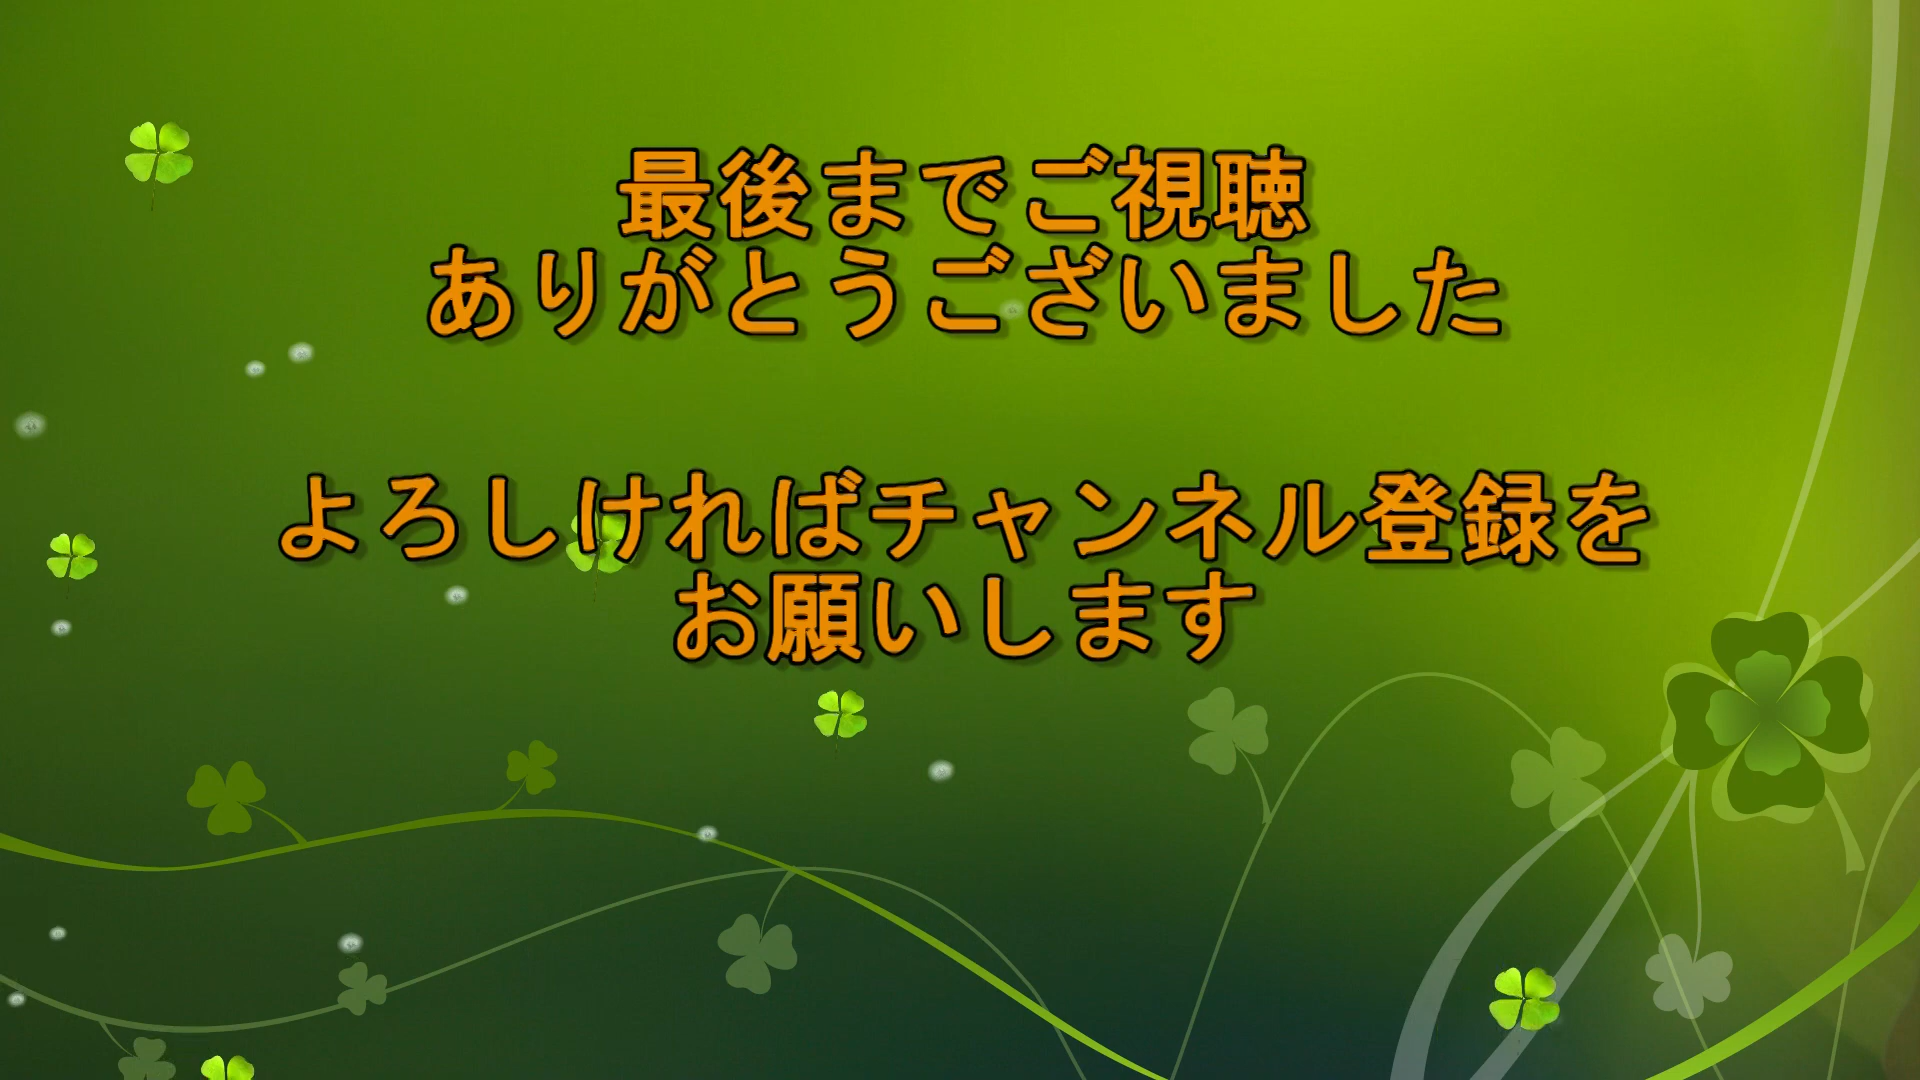 最後までご視聴
ありがとうございました
よろしければチャンネル登録を
お願いします